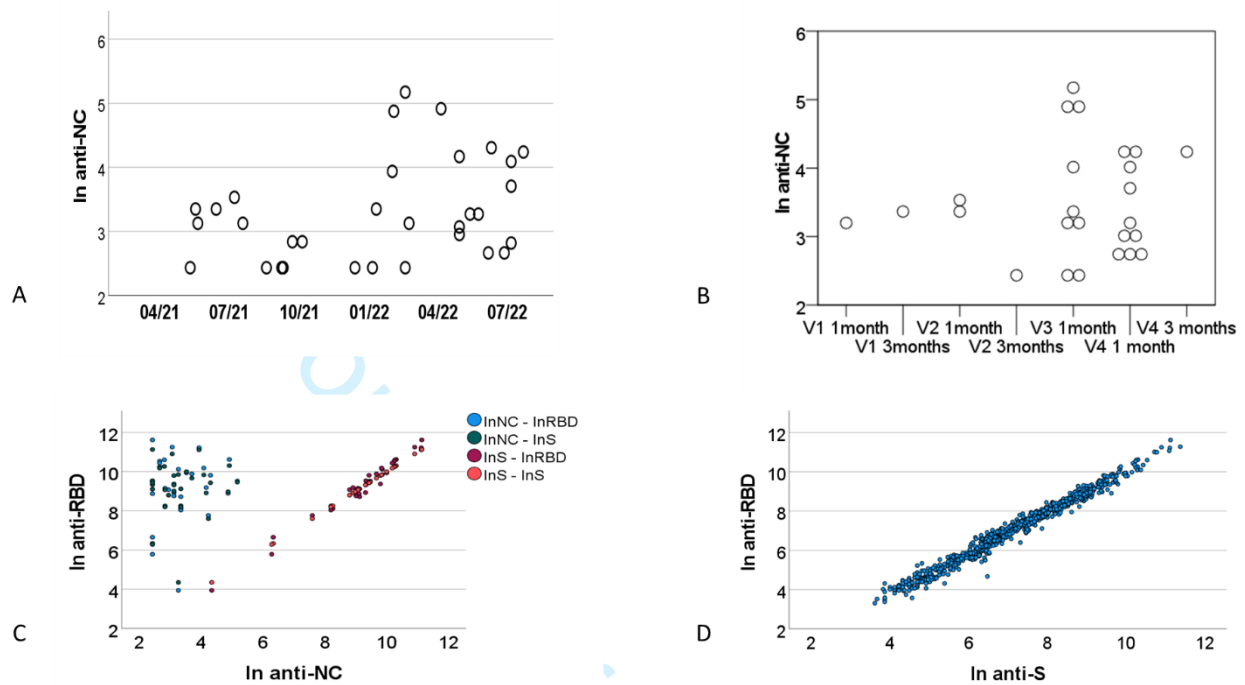 6
5
4
3
2
ln anti-NC
04/21 07/21 10/21 01/22 04/22 07/22
A
6
5
4
3
2
ln anti-NC
V1 1month V2 1month V3 1month V4 3 months
V1 3months V2 3months V4 1 month
B
12
10
8
6
4
2
ln anti-RBD
2 4 6 8 10 12
ln anti-NC
lnNC - lnRBD
lnNC - lnS
lnS - lnRBD
lnS - lnS
C
12
10
8
6
4
2
ln anti-RBD
2 4 6 8 10 12
ln anti-S
D